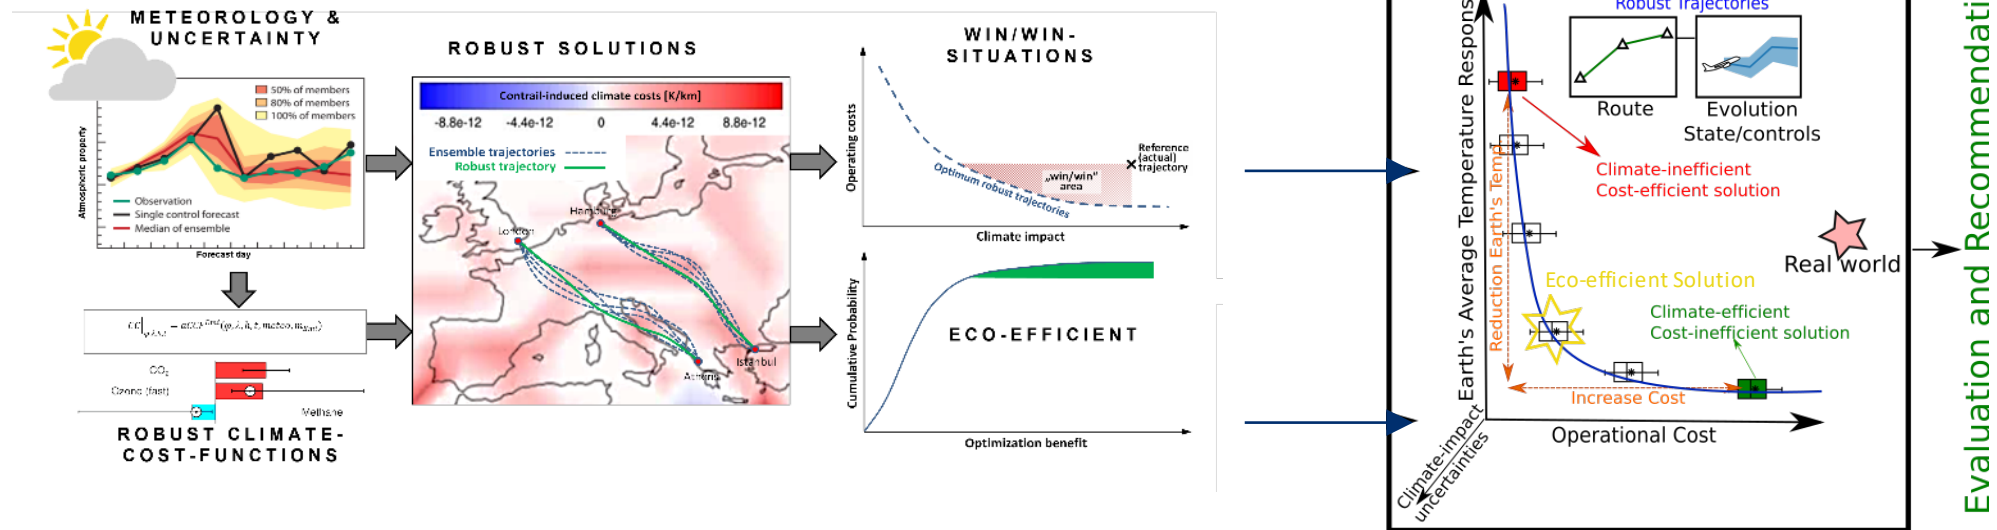 METEOROLOGY &
UNCERTAINTY
50% of members
80% of members
100% of members
Atmospheric property
Observation
Single control forecast
Median of ensemble
Forecast day
CO2
Ozone (fast)
Methane
ROBUST CLIMATE-
COST-FUNCTIONS
ROBUST SOLUTIONS
Contrail-induced climate costs [K/km]
-8.8e-12 -4.4e-12 0 4.4e-12 8.8e-12
Ensemble trajectories
Robust trajectory
Hamburg
London
Istanbul
Athens
WIN/WIN-
SITUATIONS
Operating costs
Reference
(actual)
trajectory
„win/win"
area
Optimum robust trajectories
Climate impact
Cumulative Probability
ECO-EFFICIENT
Optimization benefit
Robust Trajectories
Route
Evolution
State/controls
Earth's Average Temperature Respons
Reduction Earth's Temp
Climate-inefficient
Cost-efficient solution
Real world
Eco-efficient Solution
Climate-efficient
Cost-inefficient solution
Increase Cost
Operational Cost
Climate-impact
uncertainties
Evaluation and Recommendati